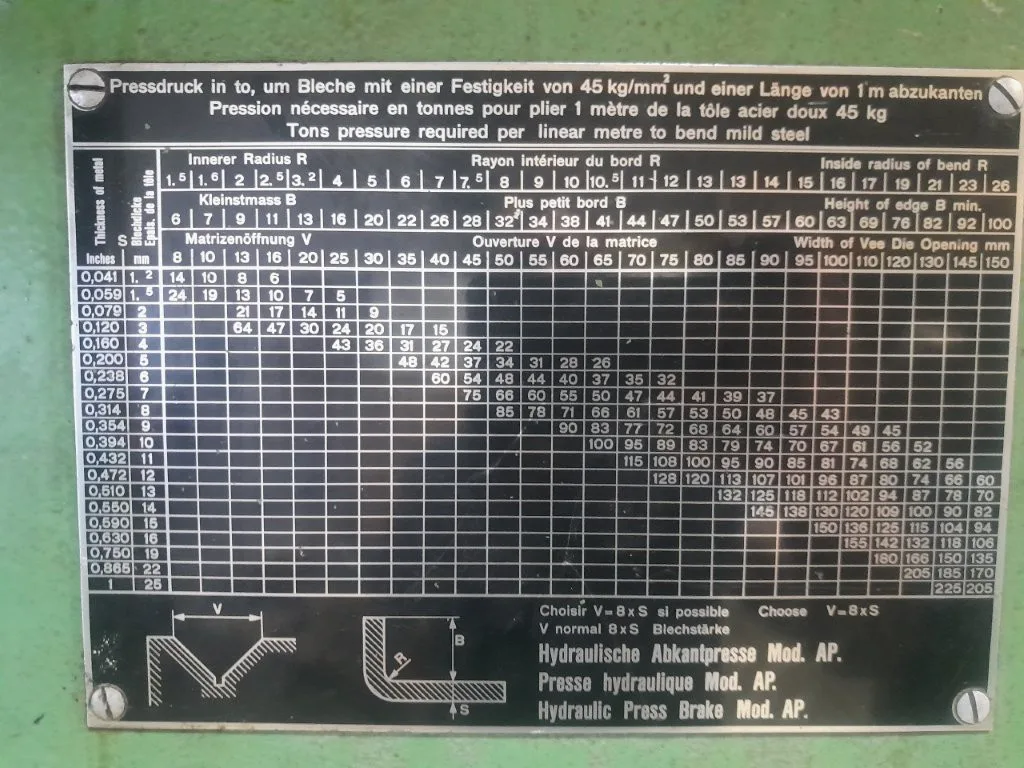 Pressdruck in to, um Bleche mit einer Festigkeit von 45 kg/mm² und einer Länge von 1 m abzukanten
Pression nécessaire en tonnes pour plier 1 mètre de la tôle acier doux 45 kg
Tons pressure required per linear metre to bend mild steel
Thickness of metal
S Blechdicke
Epais. de la tôle
Innerer Radius R Rayon intérieur du bord R Inside radius of bend R
1.5 1.6 2 2.5 3.2 4 5 6 7 7.5 8 9 10 10.5 11 12 13 13 14 15 16 17 19 21 23 26
Kleinstmass B Plus petit bord B Height of edge B min.
6 7 9 11 13 16 20 22 26 28 32 34 38 41 44 47 50 53 57 60 63 69 76 82 92 100
Matrizenöffnung V Ouverture V de la matrice Width of Vee Die Opening mm
Inches mm 8 10 13 16 20 25 30 35 40 45 50 55 60 65 70 75 80 85 90 95 100 110 120 130 145 150
0,041 1.2 14 10 8 6
0,059 1.5 24 19 13 10 7 5
0,079 2 21 17 14 11 9
0,120 3 64 47 30 24 20 17 15
0,160 4 43 36 31 27 24 22
0,200 5 48 42 37 34 31 28 26
0,238 6 60 54 48 44 40 37 35 32
0,275 7 75 66 60 55 50 47 44 41 39 37
0,314 8 85 78 71 66 61 57 53 50 48 45 43
0,354 9 90 83 77 72 68 64 60 57 54 49 45
0,394 10 100 95 89 83 79 74 70 67 61 56 52
0,432 11 115 108 100 95 90 85 81 74 68 62 56
0,472 12 128 120 113 107 101 96 87 80 74 66 60
0,510 13 132 125 118 112 102 94 87 78 70
0,550 14 145 138 130 120 109 100 90 82
0,590 15 150 136 125 115 104 94
0,630 16 155 142 132 118 106
0,750 19 180 166 150 135
0,865 22 205 185 170
1 25 225 205
V
B
R
S
Choisir V=8xS si possible Choose V=8xS
V normal 8xS Blechstärke
Hydraulische Abkantpresse Mod. AP.
Presse hydraulique Mod. AP.
Hydraulic Press Brake Mod. AP.